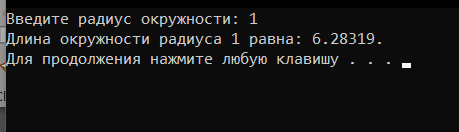 Введите радиус окружности: 1
Длина окружности радиуса 1 равна: 6.28319.
Для продолжения нажмите любую клавишу . . .